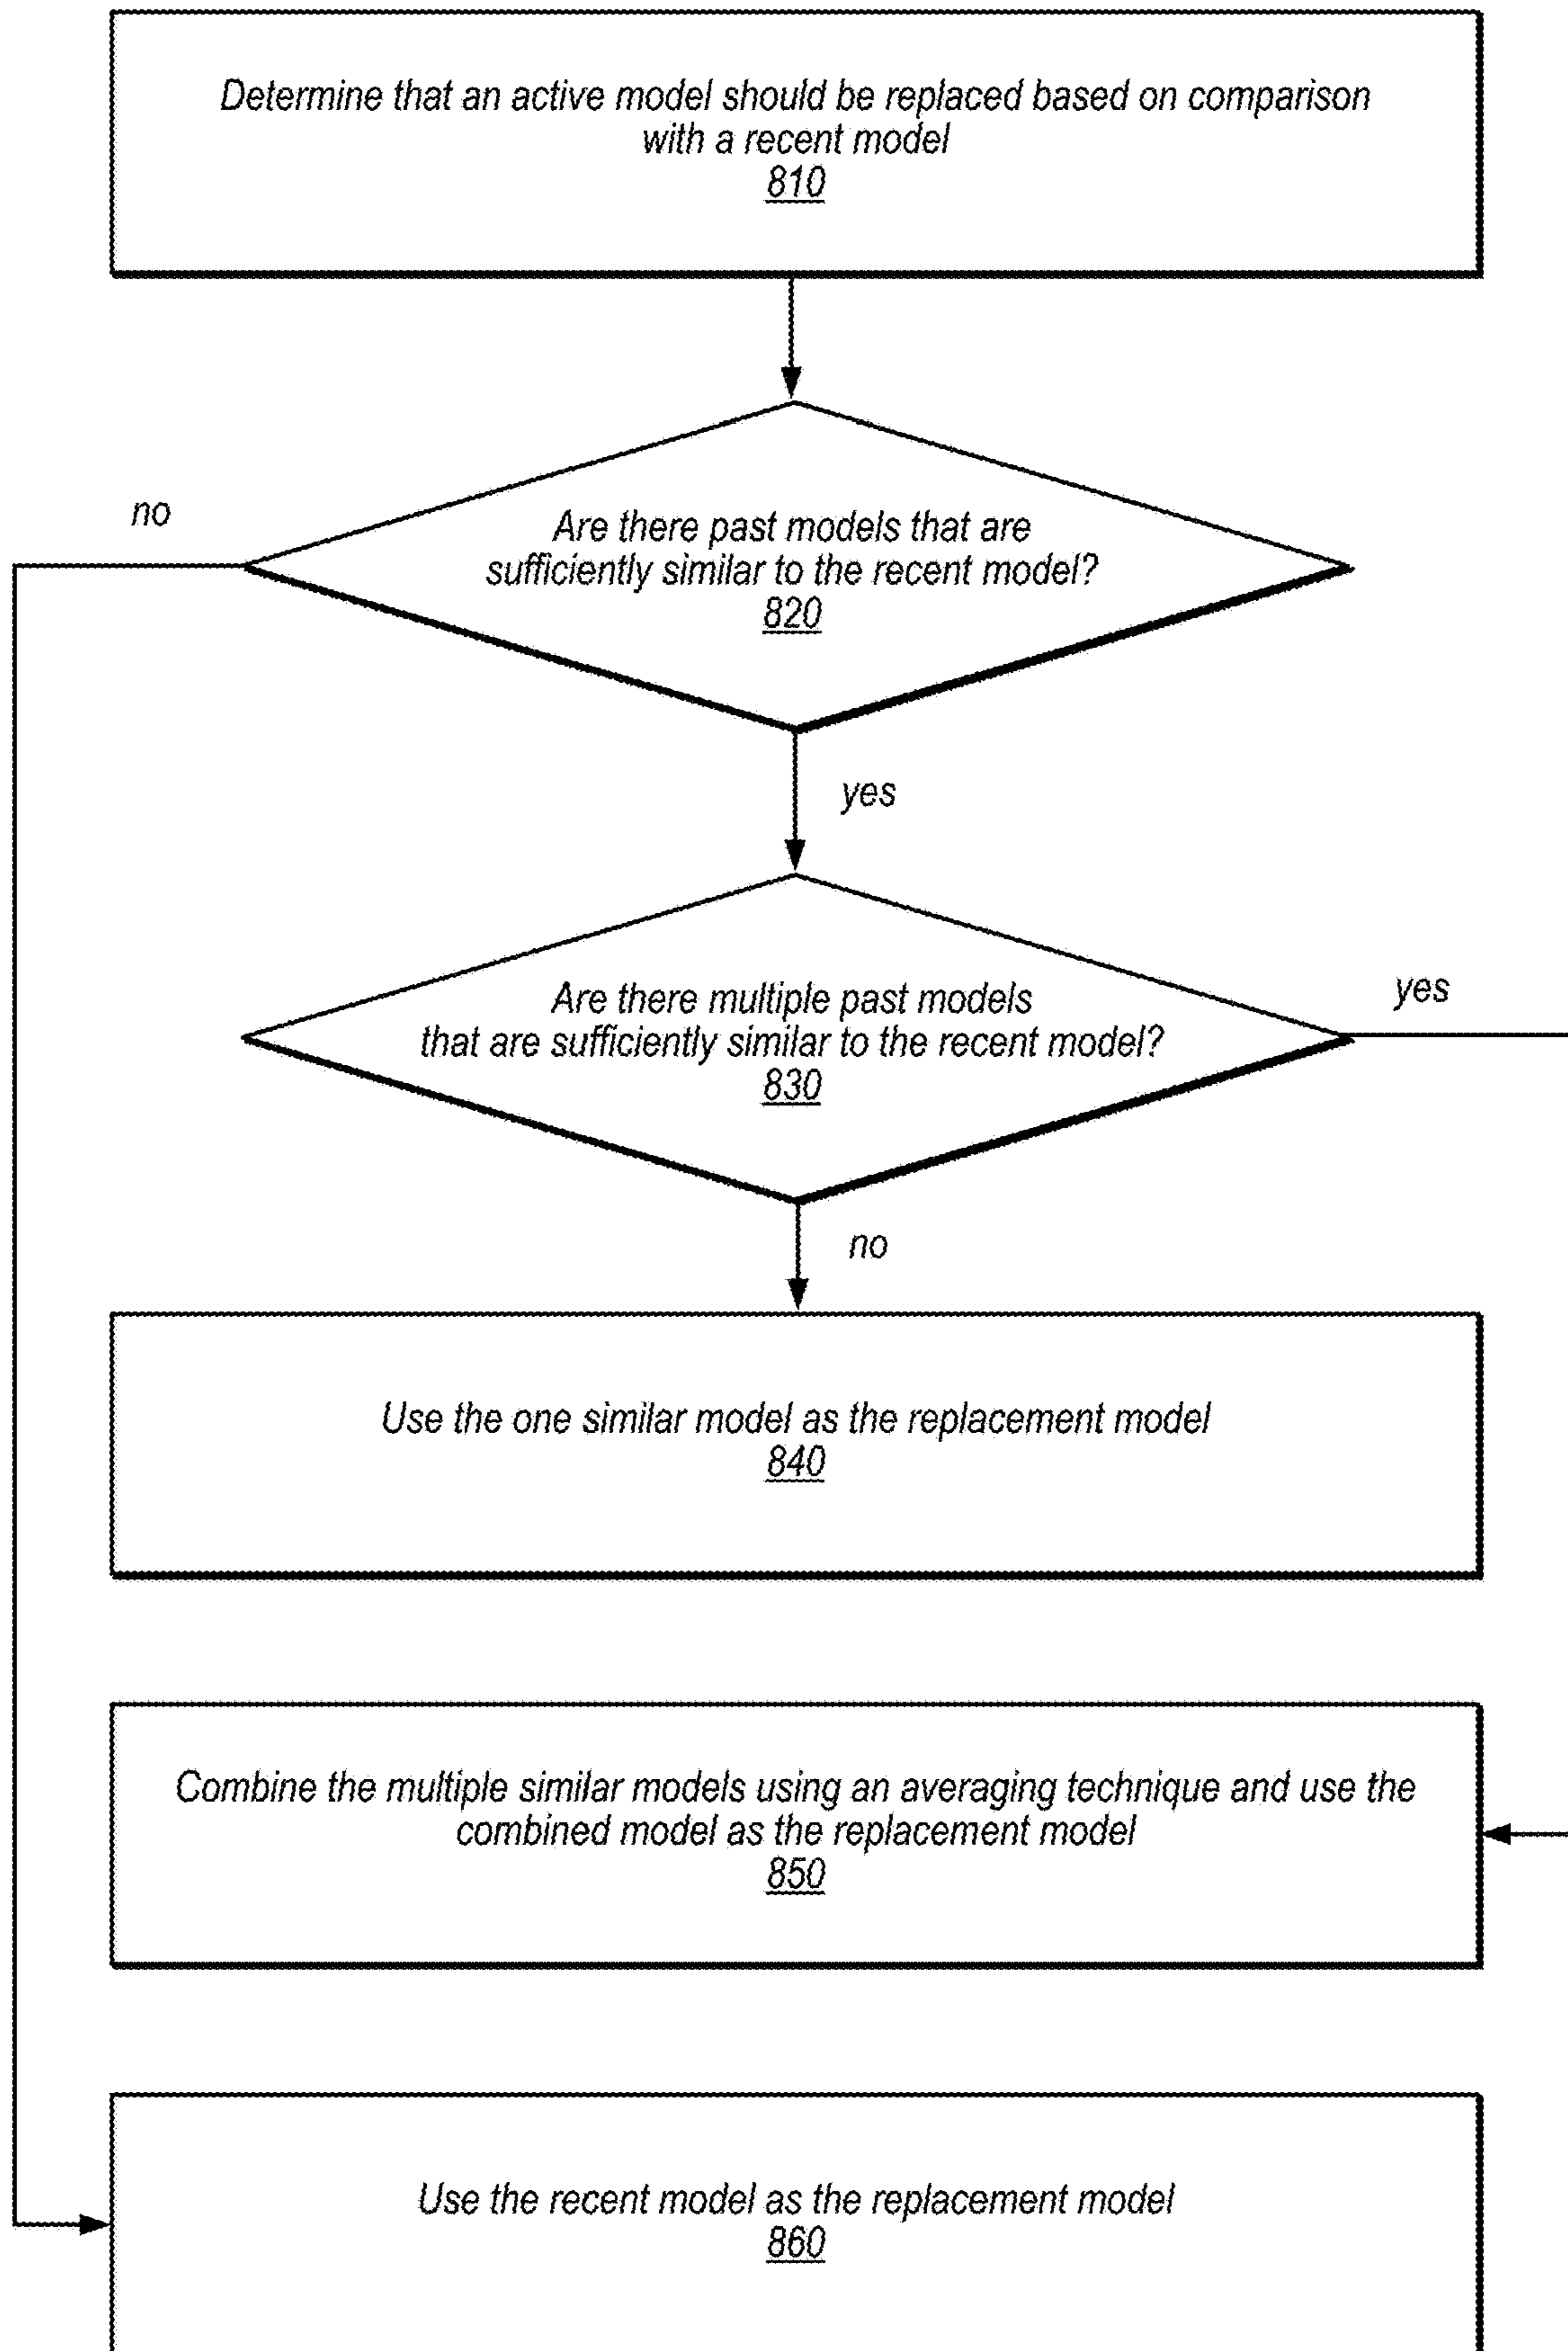 Determine that an active model should be replaced based on comparison
with a recent model
810
no
Are there past models that are
sufficiently similar to the recent model?
820
yes
Are there multiple past models
that are sufficiently similar to the recent model?
830
yes
no
Use the one similar model as the replacement model
840
Combine the multiple similar models using an averaging technique and use the
combined model as the replacement model
850
Use the recent model as the replacement model
860